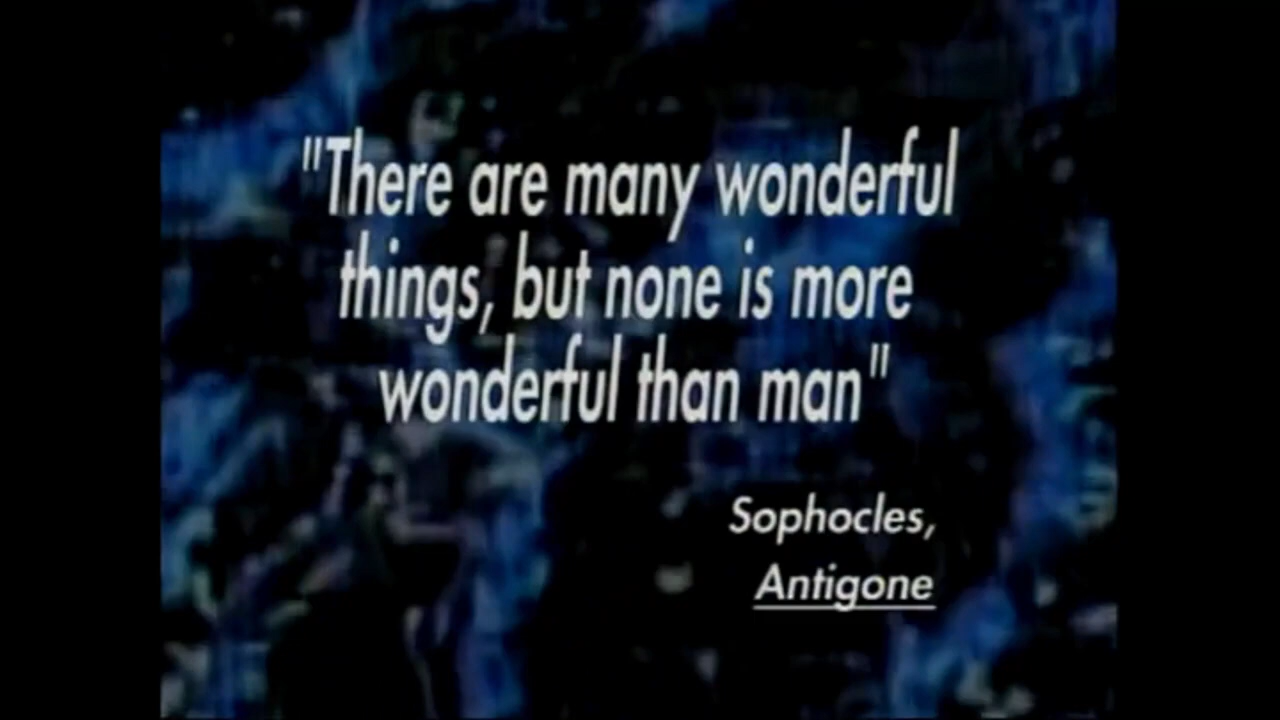 "There are many wonderful
things, but none is more
wonderful than man"
Sophocles,
Antigone